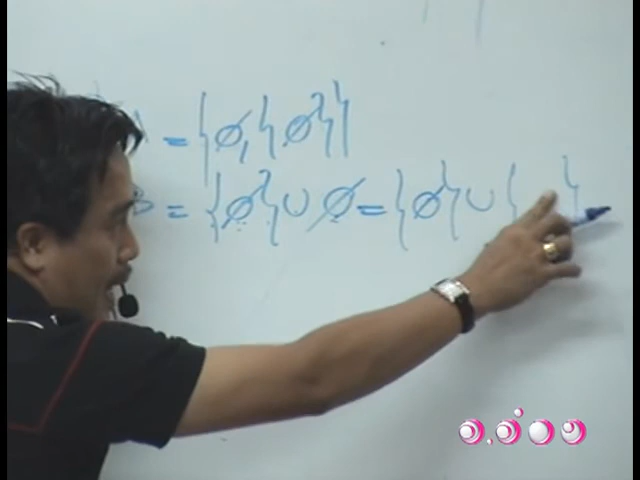 A = {∅, {∅}}
B = {∅} ∪ ∅ = {∅} ∪ { }